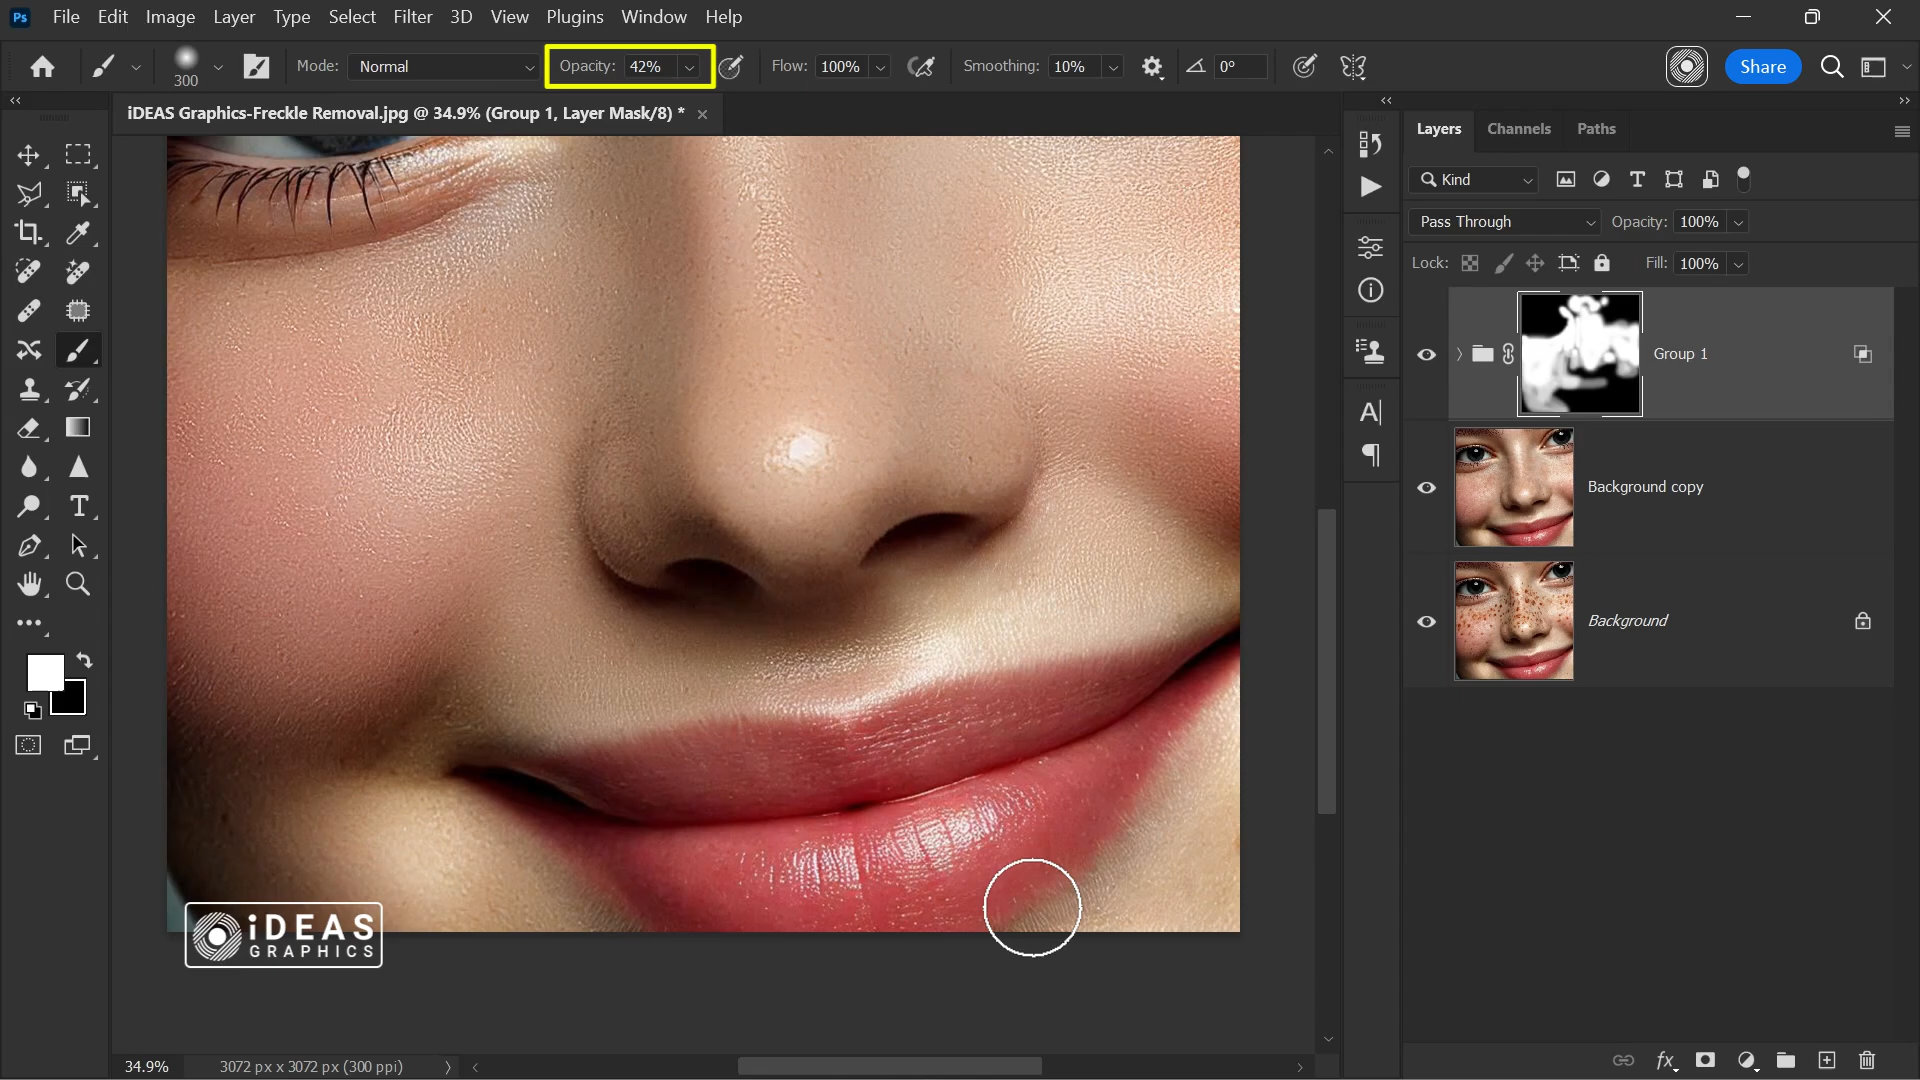 Ps File Edit Image Layer Type Select Filter 3D View Plugins Window Help
300 Mode: Normal Opacity: 42% Flow: 100% Smoothing: 10% 0° Share
iDEAS Graphics-Freckle Removal.jpg @ 34.9% (Group 1, Layer Mask/8) *
Layers Channels Paths
Kind
Pass Through Opacity: 100%
Lock: Fill: 100%
Group 1
Background copy
Background
iDEAS
GRAPHICS
34.9% 3072 px x 3072 px (300 ppi)
fx